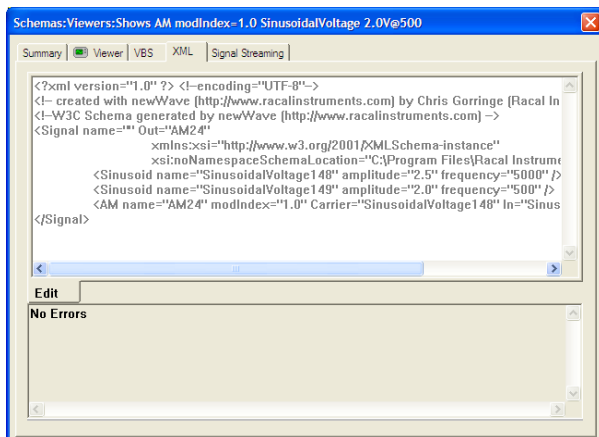 Schemas:Viewers:Shows AM modIndex=1.0 SinusoidalVoltage 2.0V@500
Summary Viewer VBS XML Signal Streaming
<?xml version="1.0" ?> <!--encoding="UTF-8"-->
<!-- created with newWave (http://www.racalinstruments.com) by Chris Gorringe (Racal In
<!--W3C Schema generated by newWave (http://www.racalinstruments.com) -->
<Signal name="" Out="AM24"
xmlns:xsi="http://www.w3.org/2001/XMLSchema-instance"
xsi:noNamespaceSchemaLocation="C:\Program Files\Racal Instrume
<Sinusoid name="SinusoidalVoltage148" amplitude="2.5" frequency="5000" />
<Sinusoid name="SinusoidalVoltage149" amplitude="2.0" frequency="500" />
<AM name="AM24" modIndex="1.0" Carrier="SinusoidalVoltage148" In="Sinus
</Signal>
Edit
No Errors